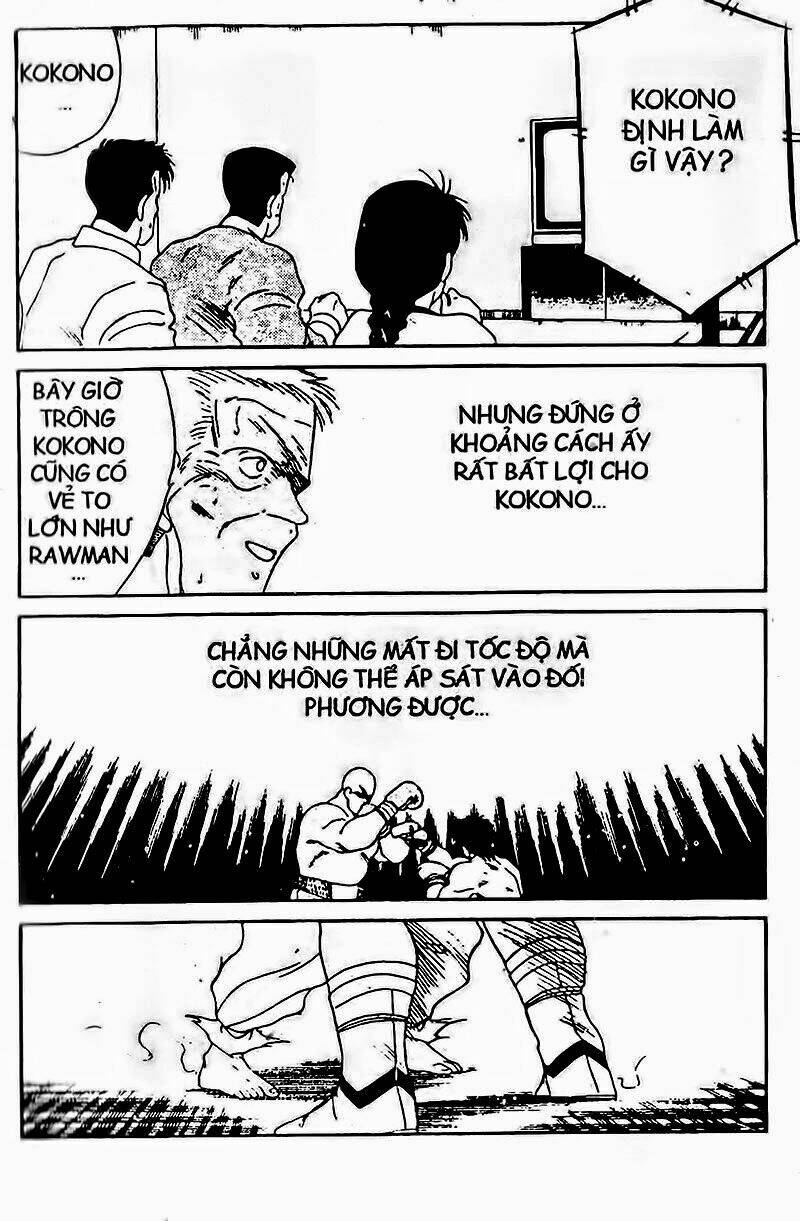 KOKONO
...
KOKONO
ĐỊNH LÀM
GÌ VẬY?
BÂY GIỜ
TRÔNG
KOKONO
CŨNG CÓ
VẺ TO
LỚN NHƯ
RAWMAN
...
NHƯNG ĐỨNG Ở
KHOẢNG CÁCH ẤY
RẤT BẤT LỢI CHO
KOKONO...
CHẲNG NHỮNG MẤT ĐI TỐC ĐỘ MÀ
CÒN KHÔNG THỂ ÁP SÁT VÀO ĐỐ!
PHƯƠNG ĐƯỢC...